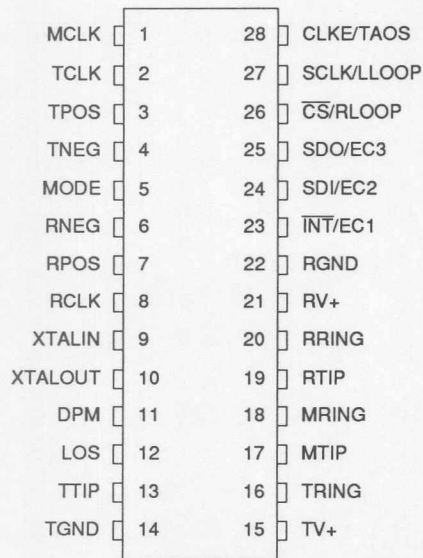 MCLK 1 28 CLKE/TAOS
TCLK 2 27 SCLK/LLOOP
TPOS 3 26 C̅S̅/RLOOP
TNEG 4 25 SDO/EC3
MODE 5 24 SDI/EC2
RNEG 6 23 I̅N̅T̅/EC1
RPOS 7 22 RGND
RCLK 8 21 RV+
XTALIN 9 20 RRING
XTALOUT 10 19 RTIP
DPM 11 18 MRING
LOS 12 17 MTIP
TTIP 13 16 TRING
TGND 14 15 TV+